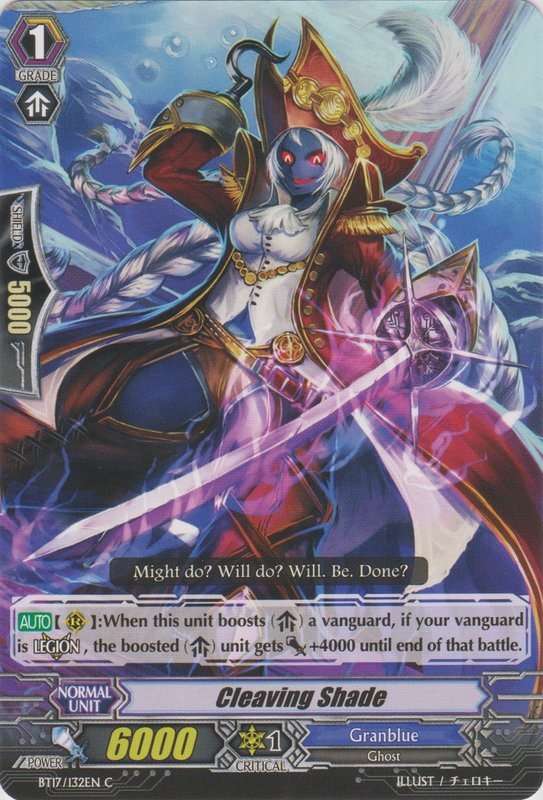 1
GRADE
SHIELD
5000
Might do? Will do? Will. Be. Done?
AUTO【 R 】:When this unit boosts ( ) a vanguard, if your vanguard
is LEGION , the boosted ( ) unit gets +4000 until end of that battle.
NORMAL
UNIT
Cleaving Shade
POWER
6000
1
CRITICAL
Granblue
Ghost
BT17/132EN C
ILLUST / チェロキー